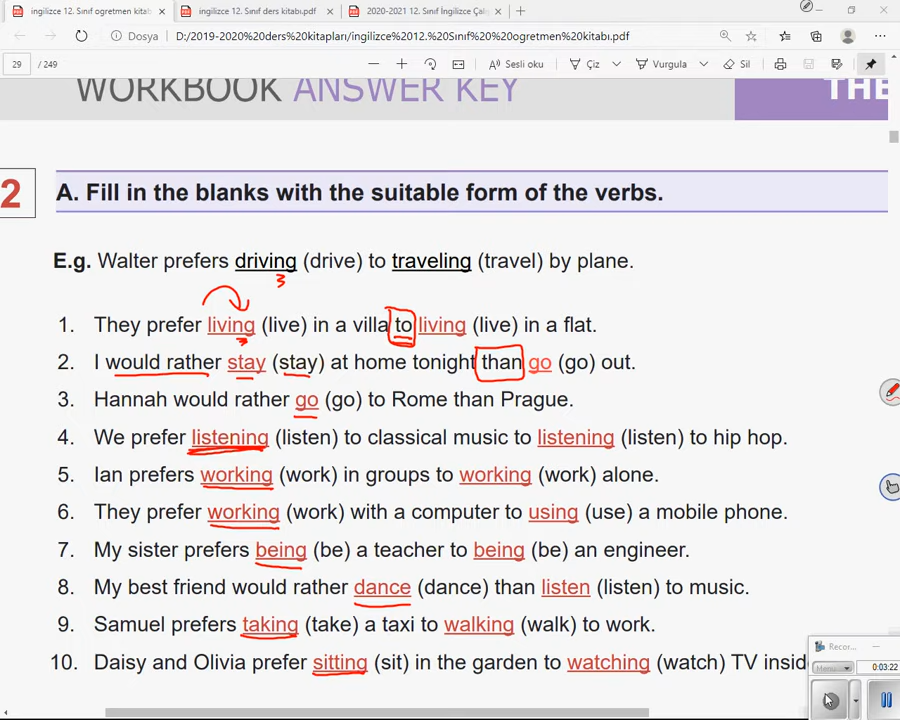 ingilizce 12. Sınıf ogretmen kitab
ingilizce 12. Sınıf ders kitabı.pdf
2020-2021 12. Sınıf İngilizce Çalış
Dosya
D:/2019-2020%20ders%20kitapları/ingilizce%2012.%20Sınıf%20%20ogretmen%20kitabı.pdf
29 / 249
Sesli oku
Çiz
Vurgula
Sil
WORKBOOK ANSWER KEY
THE
2
A. Fill in the blanks with the suitable form of the verbs.
E.g. Walter prefers driving (drive) to traveling (travel) by plane.
3
1. They prefer living (live) in a villa to living (live) in a flat.
2. I would rather stay (stay) at home tonight than go (go) out.
3. Hannah would rather go (go) to Rome than Prague.
4. We prefer listening (listen) to classical music to listening (listen) to hip hop.
5. Ian prefers working (work) in groups to working (work) alone.
6. They prefer working (work) with a computer to using (use) a mobile phone.
7. My sister prefers being (be) a teacher to being (be) an engineer.
8. My best friend would rather dance (dance) than listen (listen) to music.
9. Samuel prefers taking (take) a taxi to walking (walk) to work.
10. Daisy and Olivia prefer sitting (sit) in the garden to watching (watch) TV insid
Recor...
Menu
0:03:22